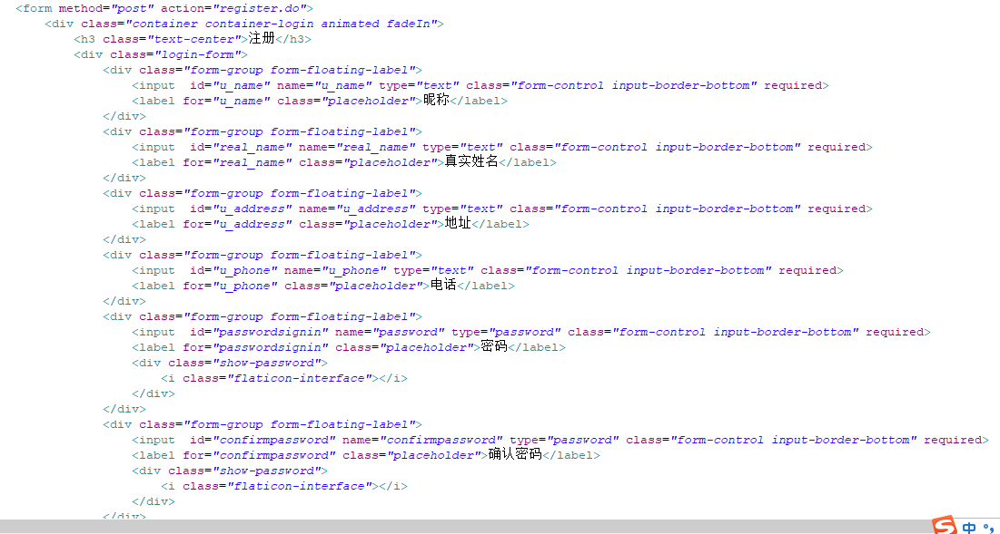 <form method="post" action="register.do">
<div class="container container-login animated fadeIn">
<h3 class="text-center">注册</h3>
<div class="login-form">
<div class="form-group form-floating-label">
<input  id="u_name" name="u_name" type="text" class="form-control input-border-bottom" required>
<label for="u_name" class="placeholder">昵称</label>
</div>
<div class="form-group form-floating-label">
<input  id="real_name" name="real_name" type="text" class="form-control input-border-bottom" required>
<label for="real_name" class="placeholder">真实姓名</label>
</div>
<div class="form-group form-floating-label">
<input  id="u_address" name="u_address" type="text" class="form-control input-border-bottom" required>
<label for="u_address" class="placeholder">地址</label>
</div>
<div class="form-group form-floating-label">
<input  id="u_phone" name="u_phone" type="text" class="form-control input-border-bottom" required>
<label for="u_phone" class="placeholder">电话</label>
</div>
<div class="form-group form-floating-label">
<input  id="passwordsignin" name="password" type="password" class="form-control input-border-bottom" required>
<label for="passwordsignin" class="placeholder">密码</label>
<div class="show-password">
<i class="flaticon-interface"></i>
</div>
</div>
<div class="form-group form-floating-label">
<input  id="confirmpassword" name="confirmpassword" type="password" class="form-control input-border-bottom" required>
<label for="confirmpassword" class="placeholder">确认密码</label>
<div class="show-password">
<i class="flaticon-interface"></i>
</div>
</div>
S 中 °,